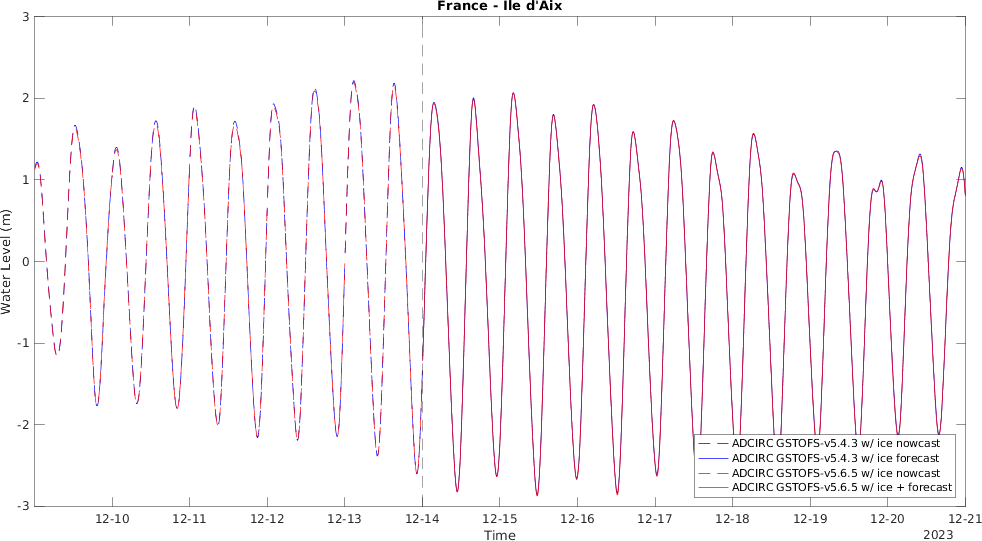 France - Ile d'Aix
3
2
1
0
-1
-2
-3
Water Level (m)
ADCIRC GSTOFS-v5.4.3 w/ ice nowcast
ADCIRC GSTOFS-v5.4.3 w/ ice forecast
ADCIRC GSTOFS-v5.6.5 w/ ice nowcast
ADCIRC GSTOFS-v5.6.5 w/ ice + forecast
12-10 12-11 12-12 12-13 12-14 12-15 12-16 12-17 12-18 12-19 12-20 12-21
Time
2023